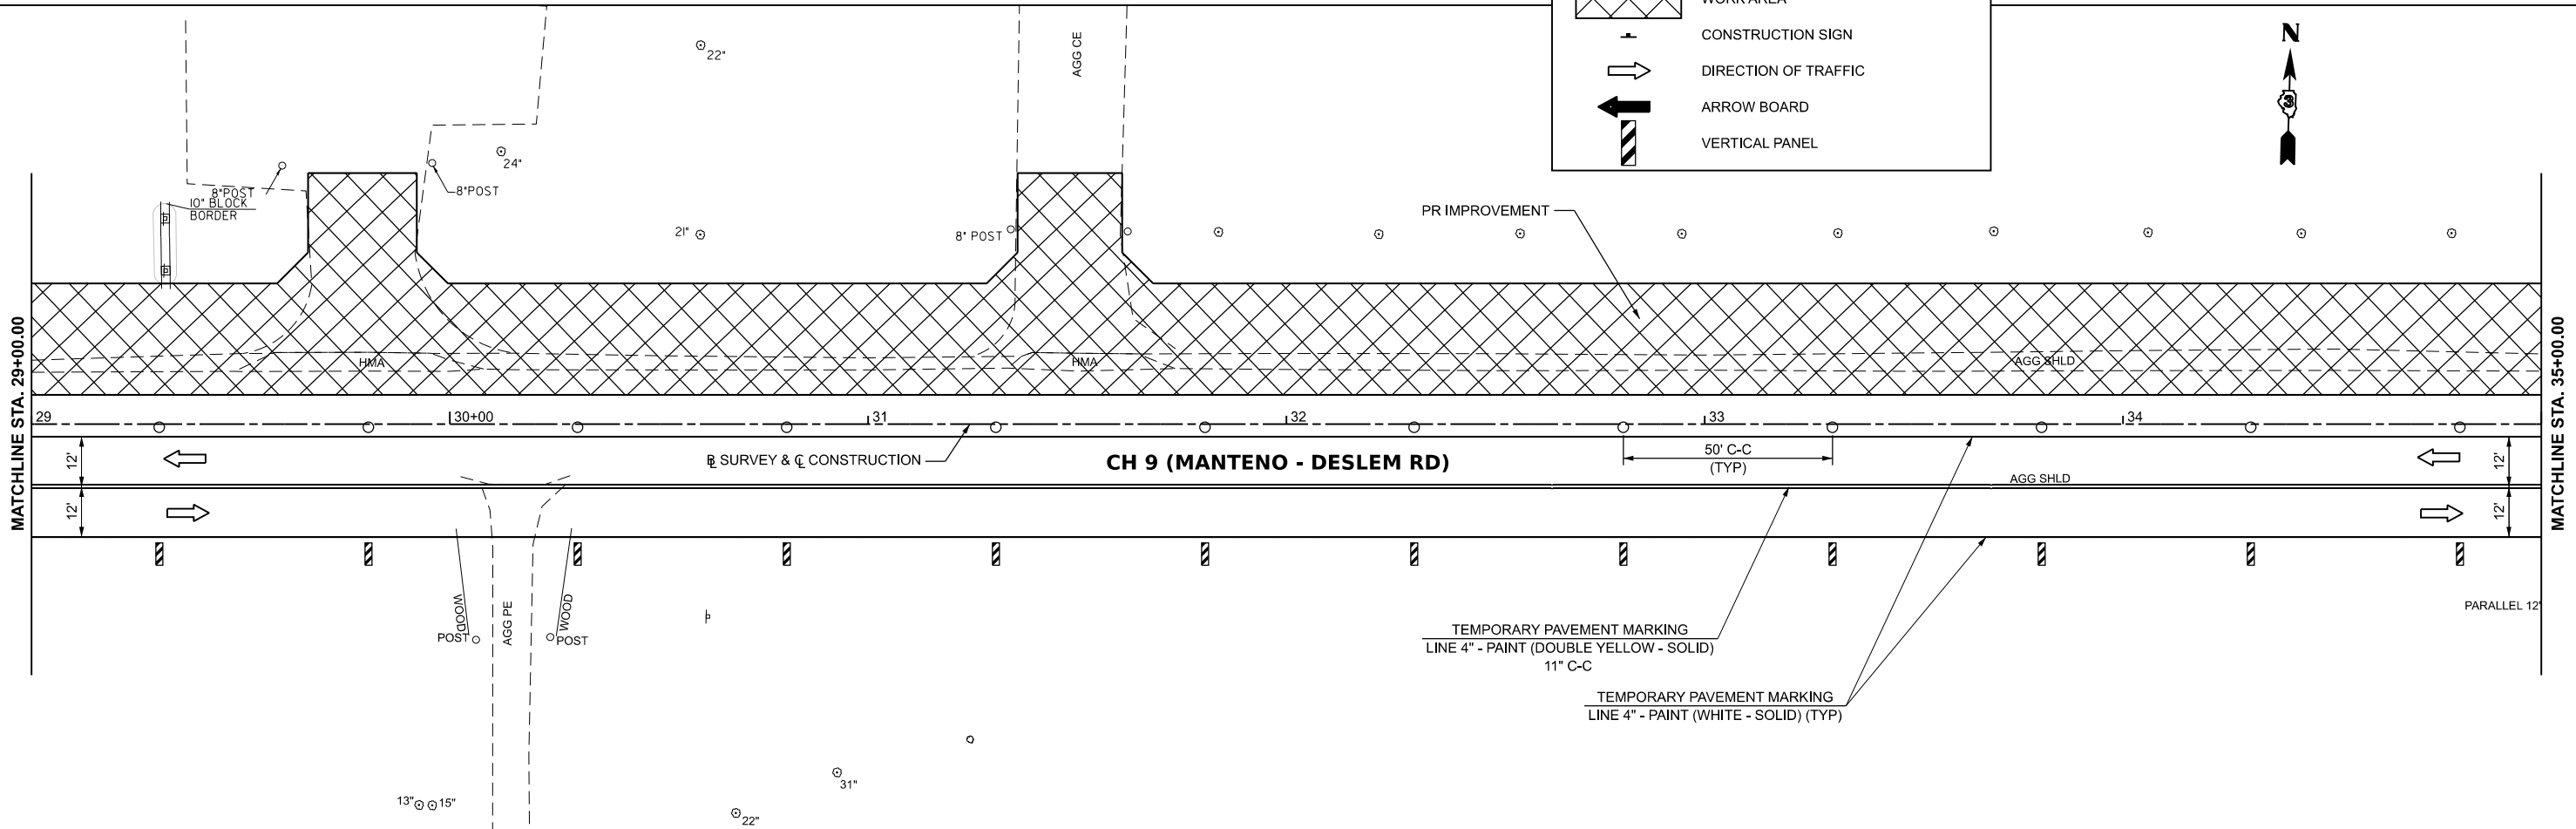 WORK AREA
CONSTRUCTION SIGN
DIRECTION OF TRAFFIC
ARROW BOARD
VERTICAL PANEL
N
3
AGG CE
22"
24"
8"POST
8"POST
10" BLOCK
BORDER
21"
8" POST
PR IMPROVEMENT
MATCHLINE STA. 29+00.00
MATCHLINE STA. 35+00.00
HMA
HMA
AGG SHLD
29
30+00
31
32
33
34
12'
12'
℄ SURVEY & ℄ CONSTRUCTION
CH 9 (MANTENO - DESLEM RD)
50' C-C
(TYP)
AGG SHLD
12'
12'
WOOD
POST
AGG PE
WOOD
POST
PARALLEL 12'
TEMPORARY PAVEMENT MARKING
LINE 4" - PAINT (DOUBLE YELLOW - SOLID)
11" C-C
TEMPORARY PAVEMENT MARKING
LINE 4" - PAINT (WHITE - SOLID) (TYP)
31"
13"
15"
22"